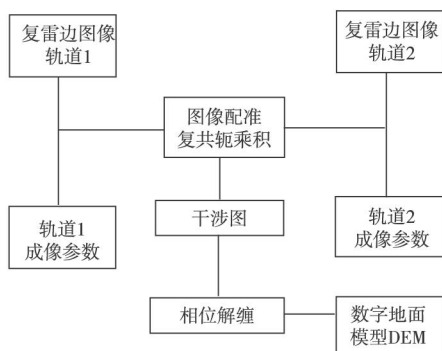 复雷边图像
轨道1
复雷边图像
轨道2
图像配准
复共轭乘积
轨道1
成像参数
干涉图
轨道2
成像参数
相位解缠
数字地面
模型DEM